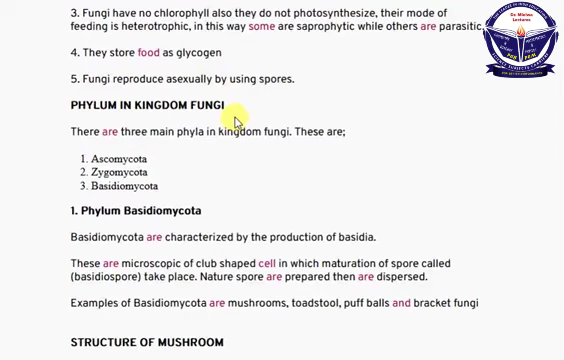 3. Fungi have no chlorophyll also they do not photosynthesize, their mode of
feeding is heterotrophic, in this way some are saprophytic while others are parasitic
4. They store food as glycogen
5. Fungi reproduce asexually by using spores.
PHYLUM IN KINGDOM FUNGI
There are three main phyla in kingdom fungi. These are;
1. Ascomycota
2. Zygomycota
3. Basidiomycota
1. Phylum Basidiomycota
Basidiomycota are characterized by the production of basidia.
These are microscopic of club shaped cell in which maturation of spore called
(basidiospore) take place. Nature spore are prepared then are dispersed.
Examples of Basidiomycota are mushrooms, toadstool, puff balls and bracket fungi
STRUCTURE OF MUSHROOM